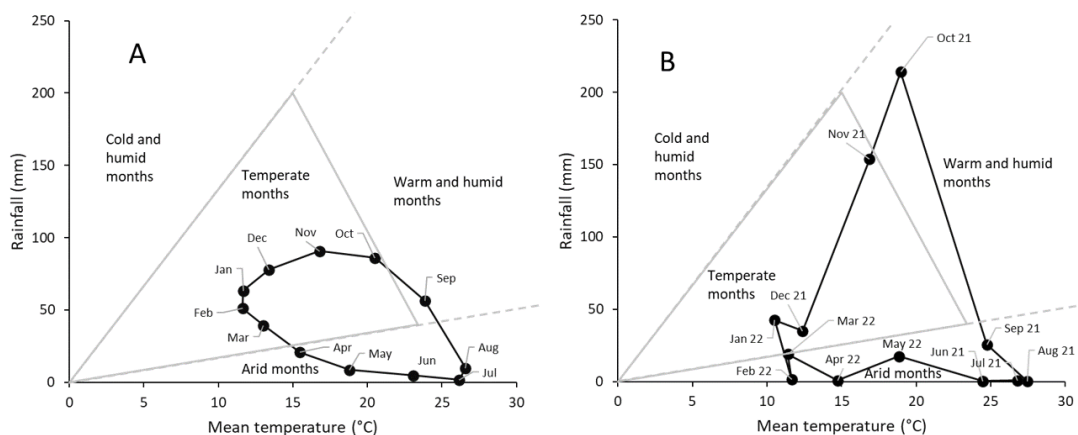 A
250
200
150
100
50
0
Rainfall (mm)
Cold and
humid
months
Temperate
months
Warm and humid
months
Nov
Dec
Oct
Jan
Sep
Feb
Mar
Apr
May
Jun
Aug
Jul
Arid months
0
5
10
15
20
25
30
Mean temperature (°C)
B
250
200
150
100
50
0
Rainfall (mm)
Oct 21
Cold and
humid
months
Nov 21
Warm and humid
months
Temperate
months
Dec 21
Jan 22
Mar 22
Feb 22
Apr 22
May 22
Sep 21
Jun 21
Jul 21
Aug 21
Arid months
0
5
10
15
20
25
30
Mean temperature (°C)